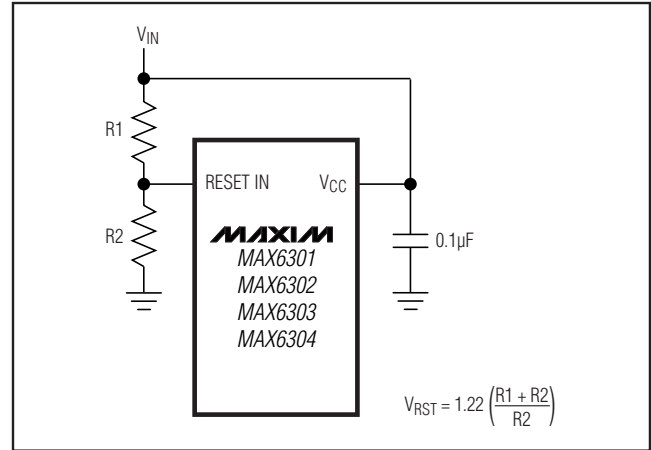 VIN
R1
RESET IN
VCC
R2
MAXIM
MAX6301
MAX6302
MAX6303
MAX6304
0.1µF
VRST = 1.22 (R1 + R2 / R2)